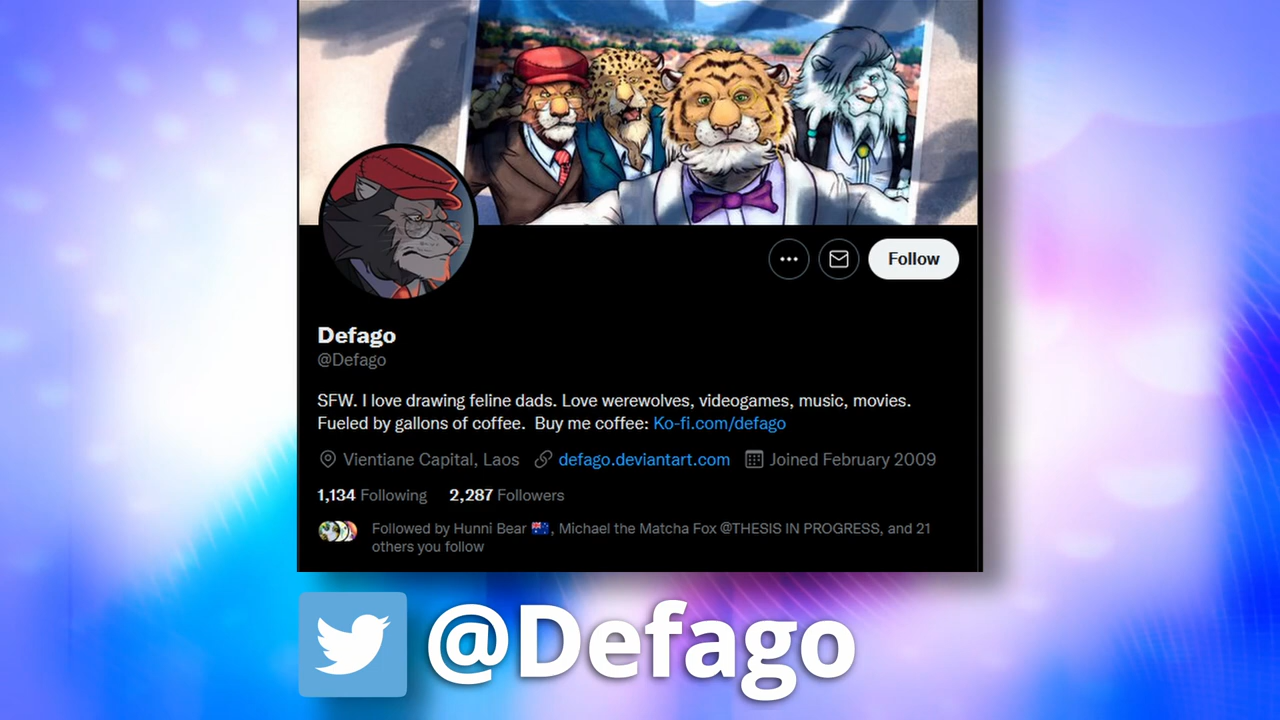 Follow
Defago
@Defago
SFW. I love drawing feline dads. Love werewolves, videogames, music, movies.
Fueled by gallons of coffee.  Buy me coffee: Ko-fi.com/defago
Vientiane Capital, Laos defago.deviantart.com Joined February 2009
1,134 Following 2,287 Followers
Followed by Hunni Bear 🇦🇺, Michael the Matcha Fox @THESIS IN PROGRESS, and 21
others you follow
@Defago